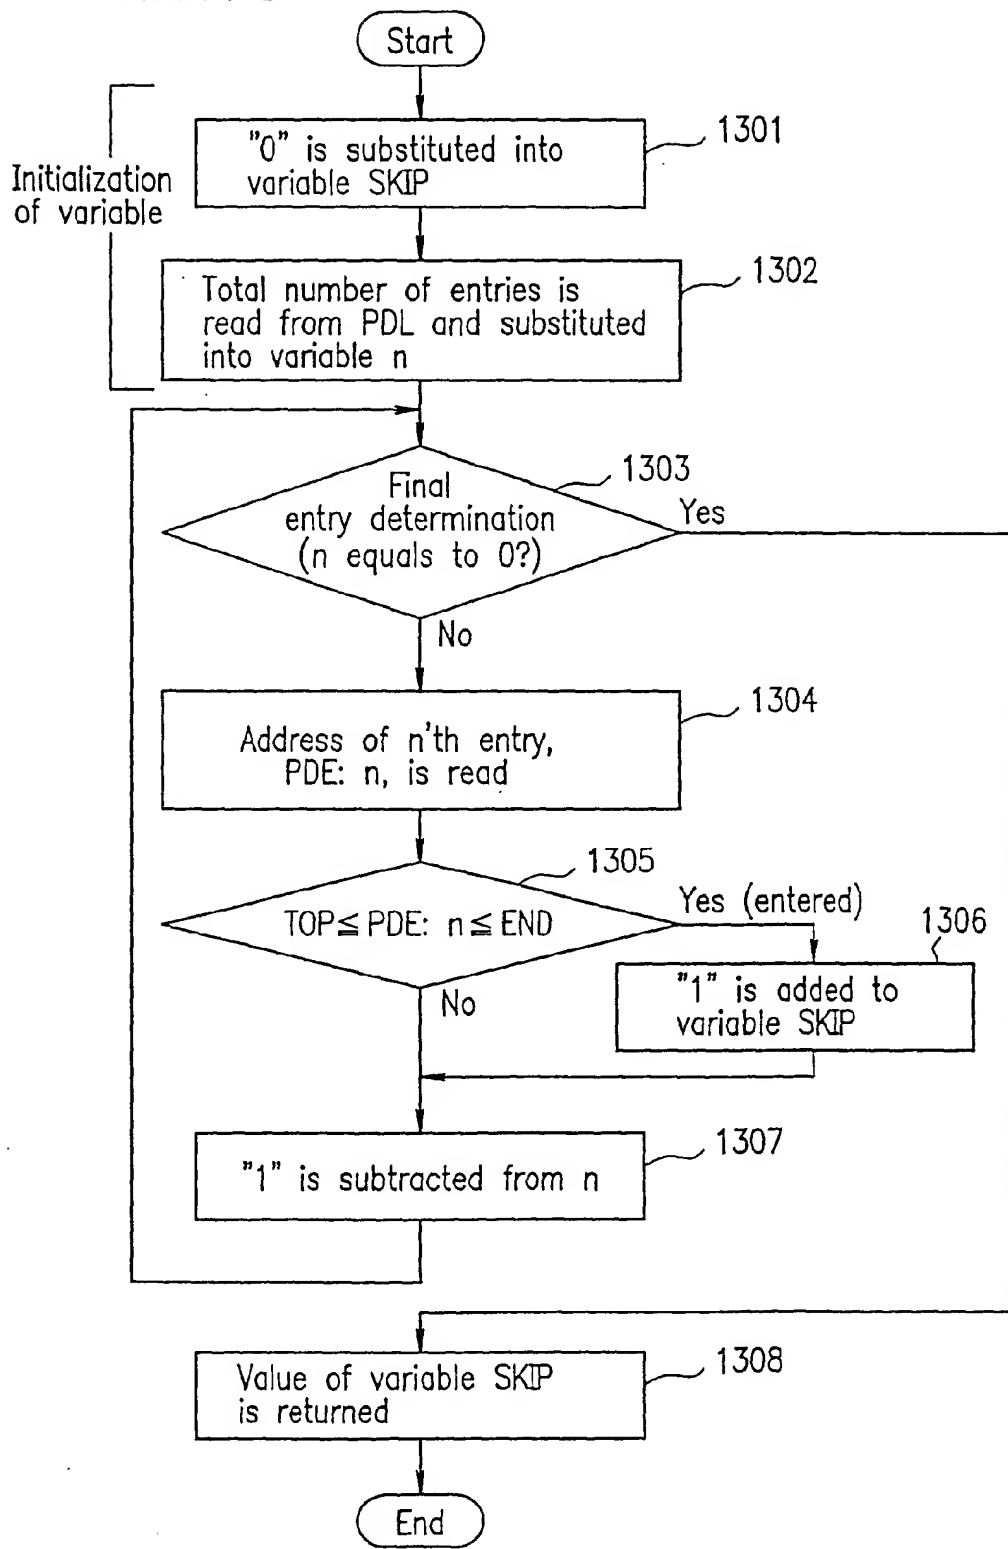 Start
"0" is substituted into
variable SKIP
1301
Initialization
of variable
Total number of entries is
read from PDL and substituted
into variable n
1302
Final
entry determination
(n equals to 0?)
1303
Yes
No
Address of n'th entry,
PDE: n, is read
1304
TOP≦ PDE: n≦ END
1305
Yes (entered)
No
"1" is added to
variable SKIP
1306
"1" is subtracted from n
1307
Value of variable SKIP
is returned
1308
End